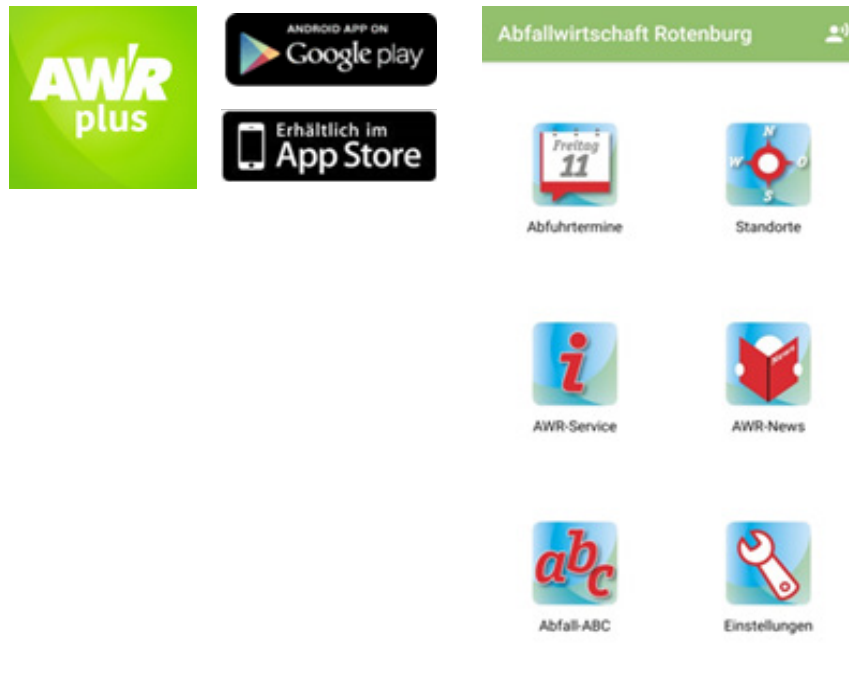 AWR
plus
ANDROID APP ON
Google play
Erhältlich im
App Store
Abfallwirtschaft Rotenburg
Freitag
11
Abfuhrtermine
N
W O
S
Standorte
i
AWR-Service
News
AWR-News
abc
Abfall-ABC
Einstellungen